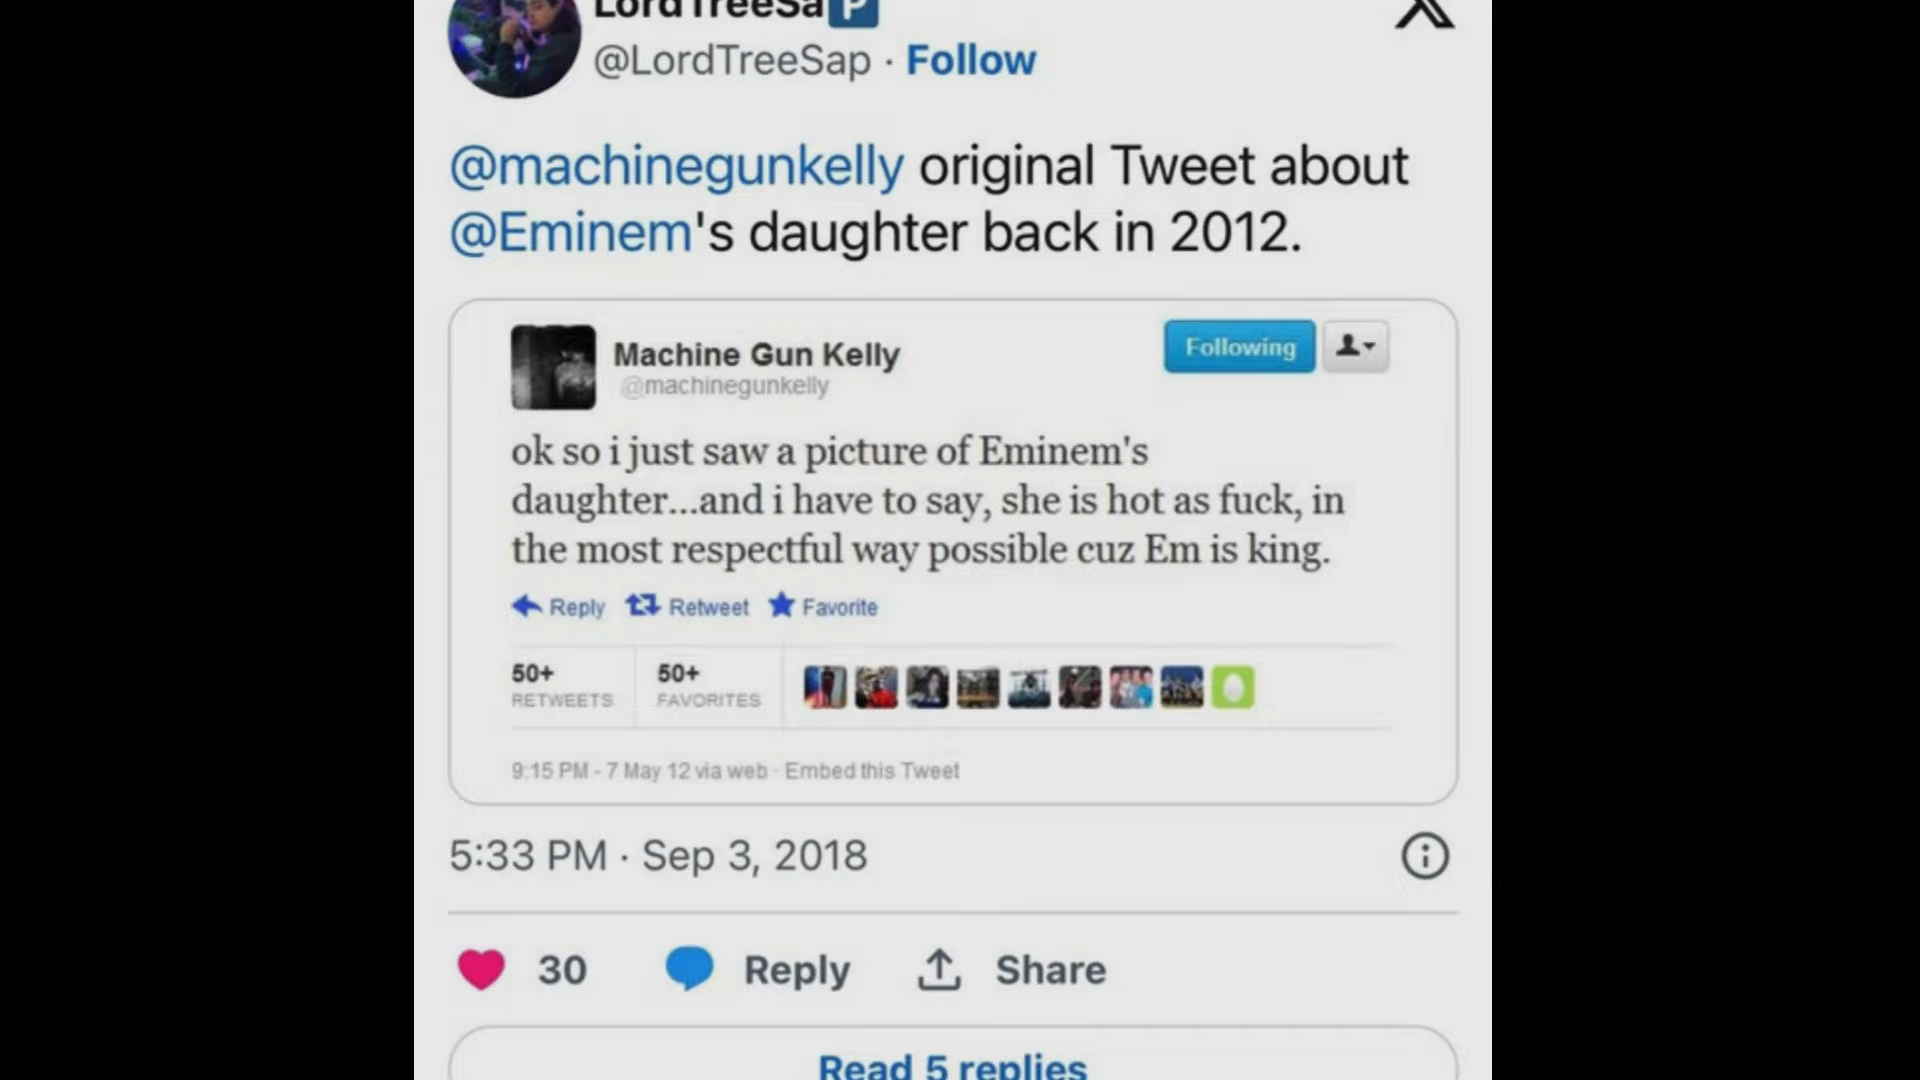 LordTreeSa🅿
@LordTreeSap · Follow
@machinegunkelly original Tweet about
@Eminem's daughter back in 2012.
Machine Gun Kelly
@machinegunkelly
Following
ok so i just saw a picture of Eminem's
daughter...and i have to say, she is hot as fuck, in
the most respectful way possible cuz Em is king.
Reply Retweet Favorite
50+ 50+
RETWEETS FAVORITES
9:15 PM - 7 May 12 via web · Embed this Tweet
5:33 PM · Sep 3, 2018
30 Reply Share
Read 5 replies